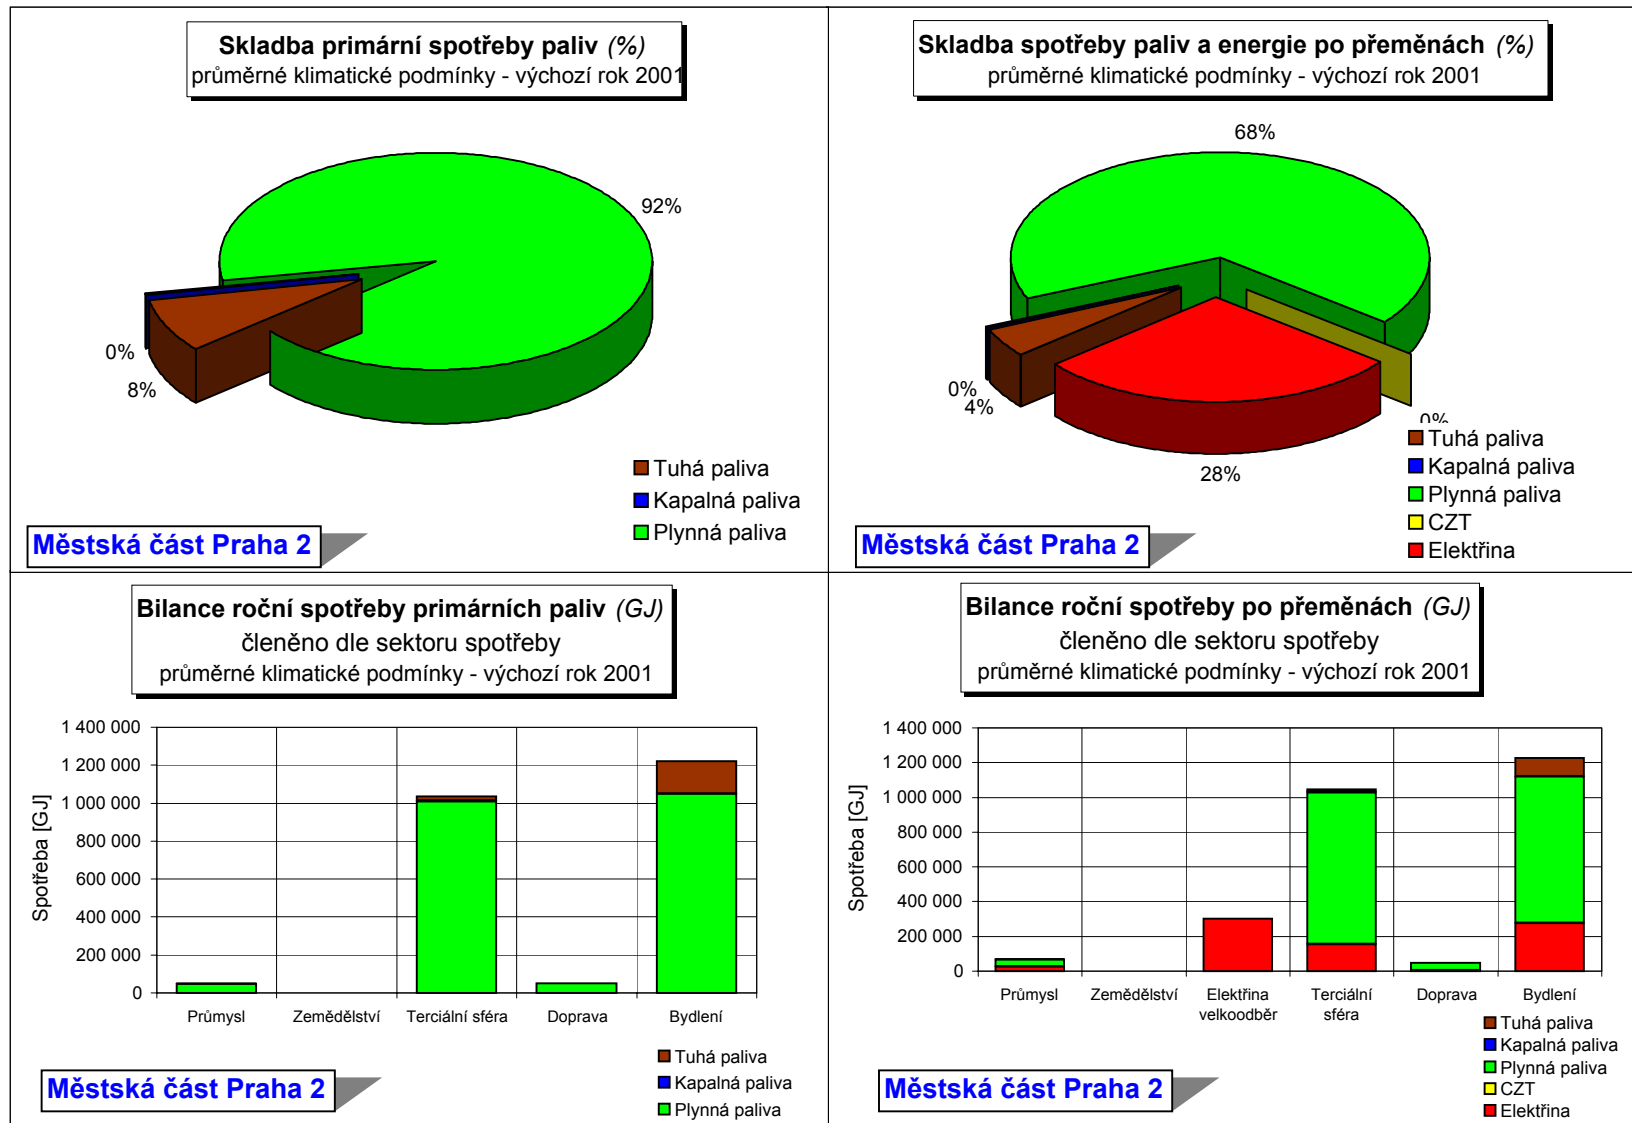 Skladba primární spotřeby paliv (%)
průměrné klimatické podmínky - výchozí rok 2001
92%
0%
8%
Tuhá paliva
Kapalná paliva
Plynná paliva
Městská část Praha 2
Skladba spotřeby paliv a energie po přeměnách (%)
průměrné klimatické podmínky - výchozí rok 2001
68%
0%
4%
0%
28%
Tuhá paliva
Kapalná paliva
Plynná paliva
CZT
Elektřina
Městská část Praha 2
Bilance roční spotřeby primárních paliv (GJ)
členěno dle sektoru spotřeby
průměrné klimatické podmínky - výchozí rok 2001
Spotřeba [GJ]
1 400 000
1 200 000
1 000 000
800 000
600 000
400 000
200 000
0
Průmysl Zemědělství Terciální sféra Doprava Bydlení
Tuhá paliva
Kapalná paliva
Plynná paliva
Městská část Praha 2
Bilance roční spotřeby po přeměnách (GJ)
členěno dle sektoru spotřeby
průměrné klimatické podmínky - výchozí rok 2001
Spotřeba [GJ]
1 400 000
1 200 000
1 000 000
800 000
600 000
400 000
200 000
0
Průmysl Zemědělství Elektřina Terciální Doprava Bydlení
velkoodběr sféra
Tuhá paliva
Kapalná paliva
Plynná paliva
CZT
Elektřina
Městská část Praha 2